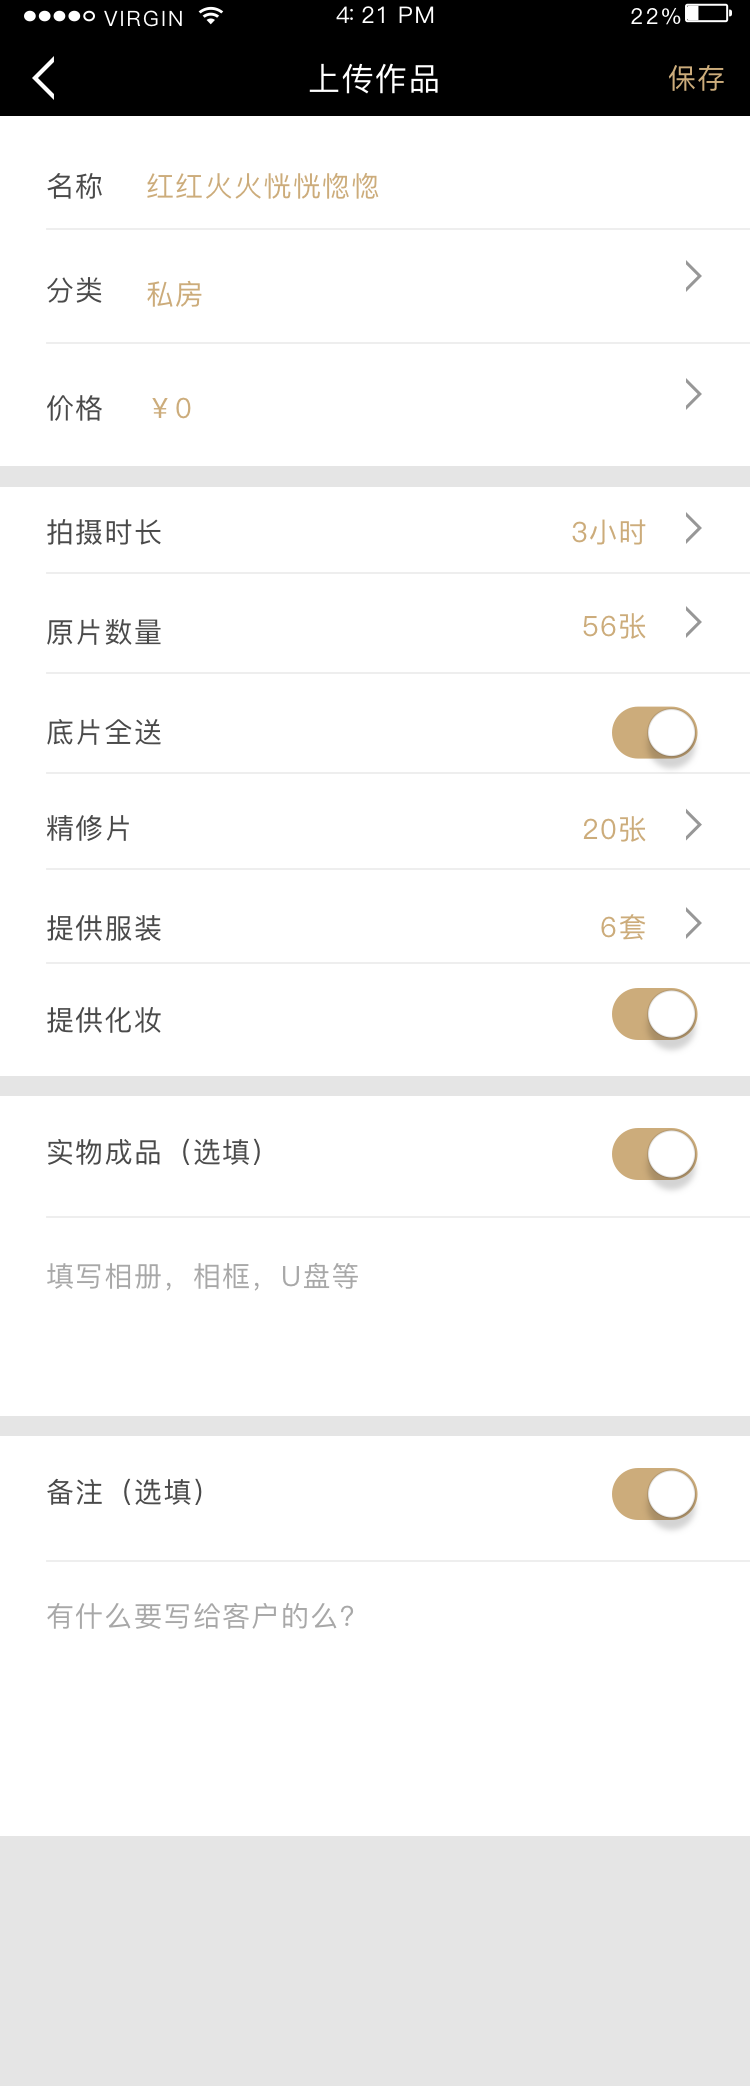 VIRGIN 4: 21 PM 22%
上传作品 保存
名称 红红火火恍恍惚惚
分类 私房
价格 ¥0
拍摄时长 3小时
原片数量 56张
底片全送
精修片 20张
提供服装 6套
提供化妆
实物成品（选填）
填写相册，相框，U盘等
备注（选填）
有什么要写给客户的么？